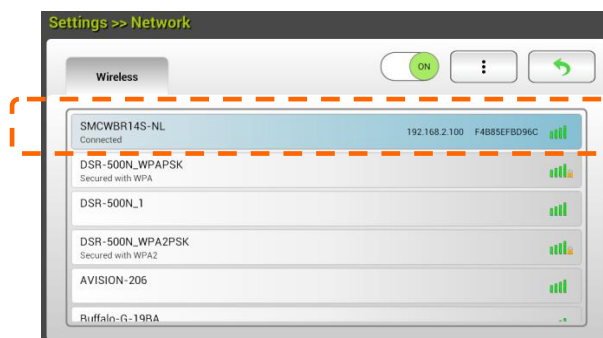 Settings >> Network
Wireless
ON
SMCWBR14S-NL 192.168.2.100 F4B85EFBD96C
Connected
DSR-500N_WPAPSK
Secured with WPA
DSR-500N_1
DSR-500N_WPA2PSK
Secured with WPA2
AVISION-206
Buffalo-G-19BA